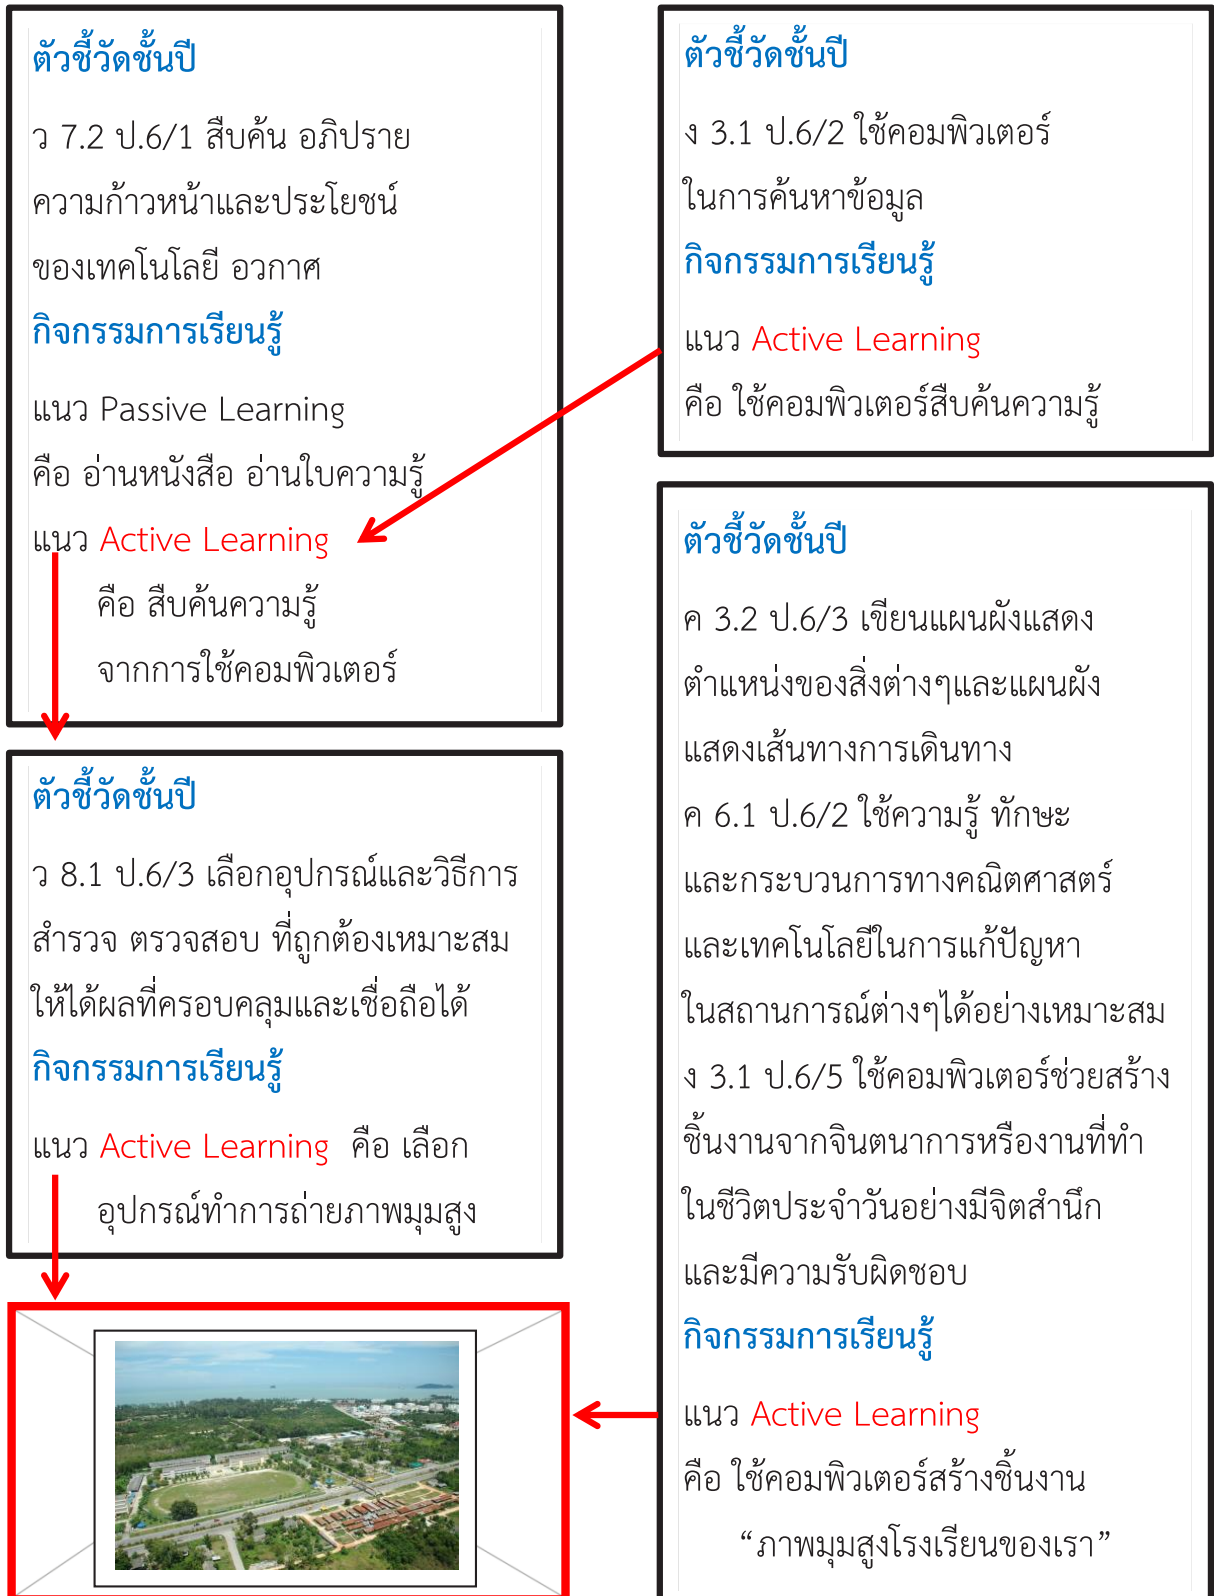 ตัวชี้วัดชั้นปี
ว 7.2 ป.6/1 สืบค้น อภิปราย
ความก้าวหน้าและประโยชน์
ของเทคโนโลยี อวกาศ
กิจกรรมการเรียนรู้
แนว Passive Learning
คือ อ่านหนังสือ อ่านใบความรู้
แนว Active Learning
คือ สืบค้นความรู้
จากการใช้คอมพิวเตอร์
ตัวชี้วัดชั้นปี
ง 3.1 ป.6/2 ใช้คอมพิวเตอร์
ในการค้นหาข้อมูล
กิจกรรมการเรียนรู้
แนว Active Learning
คือ ใช้คอมพิวเตอร์สืบค้นความรู้
ตัวชี้วัดชั้นปี
ว 8.1 ป.6/3 เลือกอุปกรณ์และวิธีการ
สำรวจ ตรวจสอบ ที่ถูกต้องเหมาะสม
ให้ได้ผลที่ครอบคลุมและเชื่อถือได้
กิจกรรมการเรียนรู้
แนว Active Learning คือ เลือก
อุปกรณ์ทำการถ่ายภาพมุมสูง
ตัวชี้วัดชั้นปี
ค 3.2 ป.6/3 เขียนแผนผังแสดง
ตำแหน่งของสิ่งต่างๆและแผนผัง
แสดงเส้นทางการเดินทาง
ค 6.1 ป.6/2 ใช้ความรู้ ทักษะ
และกระบวนการทางคณิตศาสตร์
และเทคโนโลยีในการแก้ปัญหา
ในสถานการณ์ต่างๆได้อย่างเหมาะสม
ง 3.1 ป.6/5 ใช้คอมพิวเตอร์ช่วยสร้าง
ชิ้นงานจากจินตนาการหรืองานที่ทำ
ในชีวิตประจำวันอย่างมีจิตสำนึก
และมีความรับผิดชอบ
กิจกรรมการเรียนรู้
แนว Active Learning
คือ ใช้คอมพิวเตอร์สร้างชิ้นงาน
“ภาพมุมสูงโรงเรียนของเรา”